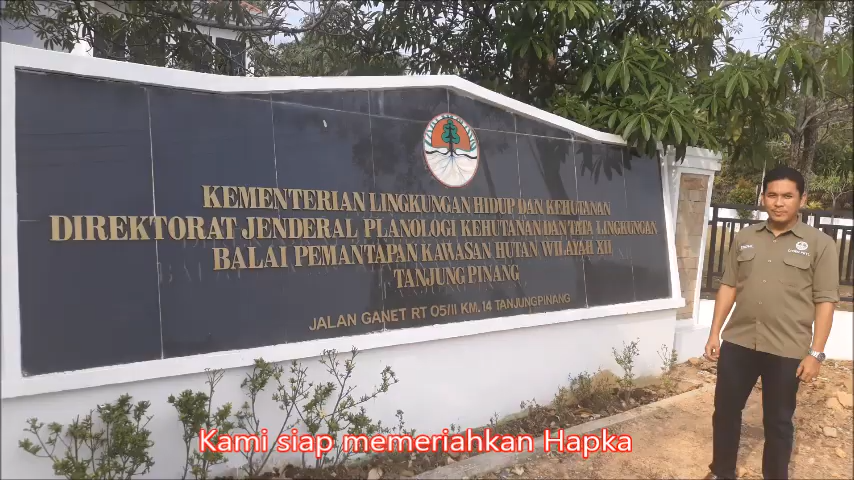 KEMENTERIAN LINGKUNGAN HIDUP DAN KEHUTANAN
DIREKTORAT JENDERAL PLANOLOGI KEHUTANAN DAN TATA LINGKUNGAN
BALAI PEMANTAPAN KAWASAN HUTAN WILAYAH XII
TANJUNG PINANG
JALAN GANET RT 05/II KM. 14 TANJUNGPINANG
Kami siap memeriahkan Hapka